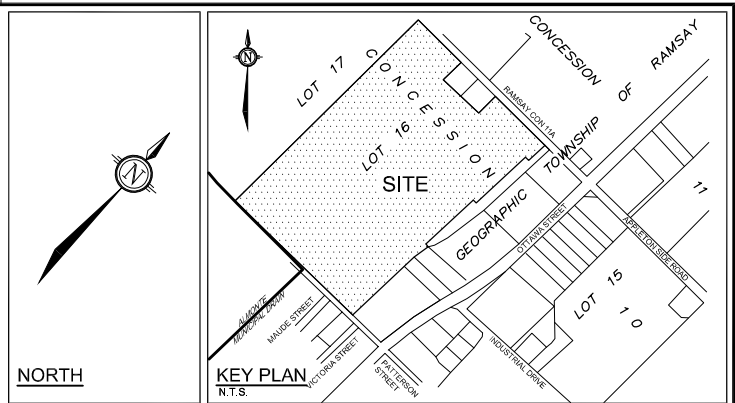 N
NORTH
N
LOT 17
CONCESSION
LOT 16
SITE
CONCESSION
RAMSAY CON 11A
TOWNSHIP OF RAMSAY
GEOGRAPHIC
OTTAWA STREET
11
APPLETON SIDE ROAD
LOT 15
10
INDUSTRIAL DRIVE
ALMONTE
MUNICIPAL DRAIN
MAUDE STREET
VICTORIA STREET
PATTERSON
STREET
KEY PLAN
N.T.S.